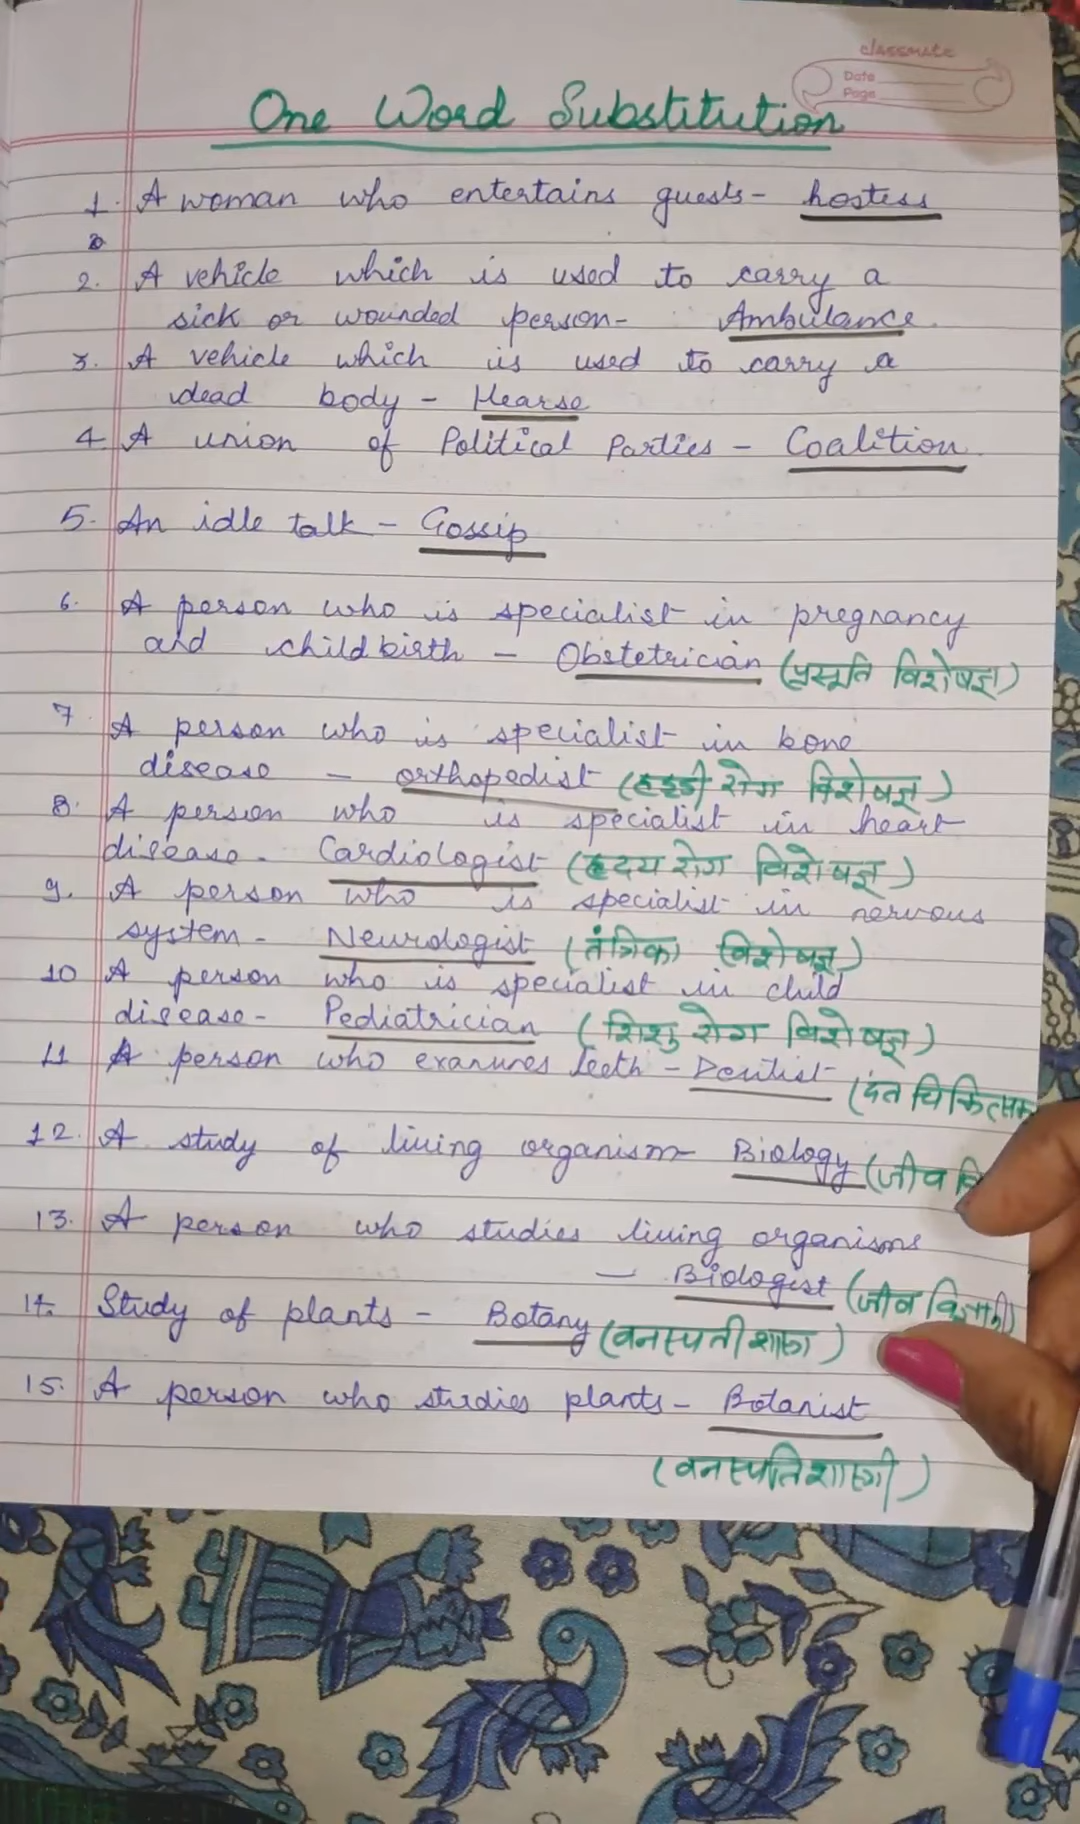 classmate
Date
Page
One Word Substitution
1. A woman who entertains guests- hostess
2. A vehicle which is used to carry a
sick or wounded person- Ambulance.
3. A vehicle which is used to carry a
dead body - Hearse
4. A union of Political Parties - Coalition.
5. An idle talk - Gossip
6. A person who is specialist in pregnancy
and childbirth - Obstetrician (प्रसूति विशेषज्ञ)
7. A person who is specialist in bone
disease - orthopedist (हड्डी रोग विशेषज्ञ)
8. A person who is specialist in heart
disease- Cardiologist (हृदय रोग विशेषज्ञ)
9. A person who is specialist in nervous
system- Neurologist (तंत्रिका विशेषज्ञ)
10 A person who is specialist in child
disease- Pediatrician (शिशु रोग विशेषज्ञ)
11 A person who examines teeth - Dentist (दंत चिकित्सक
12. A study of living organism- Biology (जीव वि
13. A person who studies living organisms
- Biologist (जीव विज्ञानी)
14. Study of plants - Botany (वनस्पती शास्त्र)
15. A person who studies plants- Botanist
(वनस्पति शास्त्री)